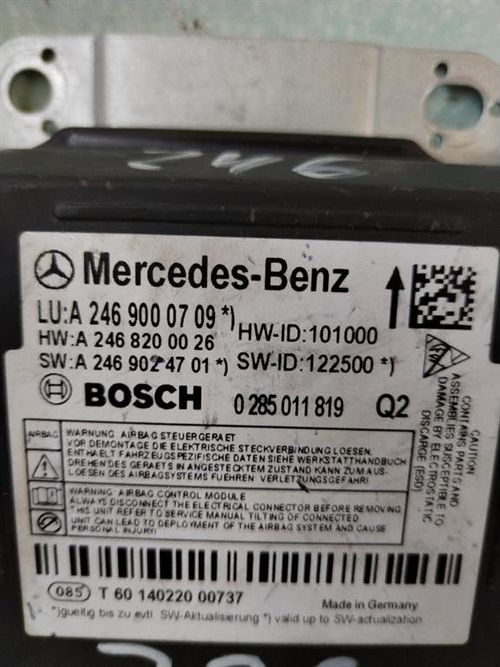 246
Mercedes-Benz
LU:A 246 900 07 09 *)
HW-ID:101000
HW:A 246 820 00 26
SW:A 246 902 47 01 *) SW-ID:122500 *)
BOSCH 0 285 011 819 Q2
CAUTION
CONTAINS PARTS AND
ASSEMBLIES SUSCEPTIBLE TO
DAMAGE BY ELECTROSTATIC
DISCHARGE (ESD)
AIRBAG
WARNUNG AIRBAG STEUERGERAET
VOR DEMONTAGE DIE ELEKTRISCHE STECKVERBINDUNG LOESEN.
ENTHAELT FAHRZEUGSPEZIFISCHE DATEN. SIEHE WERKSTATTHANDBUCH
DREHEN DES GERAETS IN ANGESTECKTEM ZUSTAND KANN ZUM AUS-
LOESEN DES AIRBAGSYSTEMS FUEHREN VERLETZUNGSGEFAHR!
WARNING AIRBAG CONTROL MODULE
ALWAYS DISCONNECT THE ELECTRICAL CONNECTOR BEFORE REMOVING
THIS UNIT REFER TO SERVICE MANUAL TILTING OF CONNECTED
UNIT COULD LEAD TO DEPLOYMENT OF THE AIRBAG SYSTEM AND CAUSE
PERSONAL INJURY!
085 T 60 140220 00737
Made in Germany
*)gueltig bis zu evtl. SW-Aktualisierung *) valid up to SW-actualization